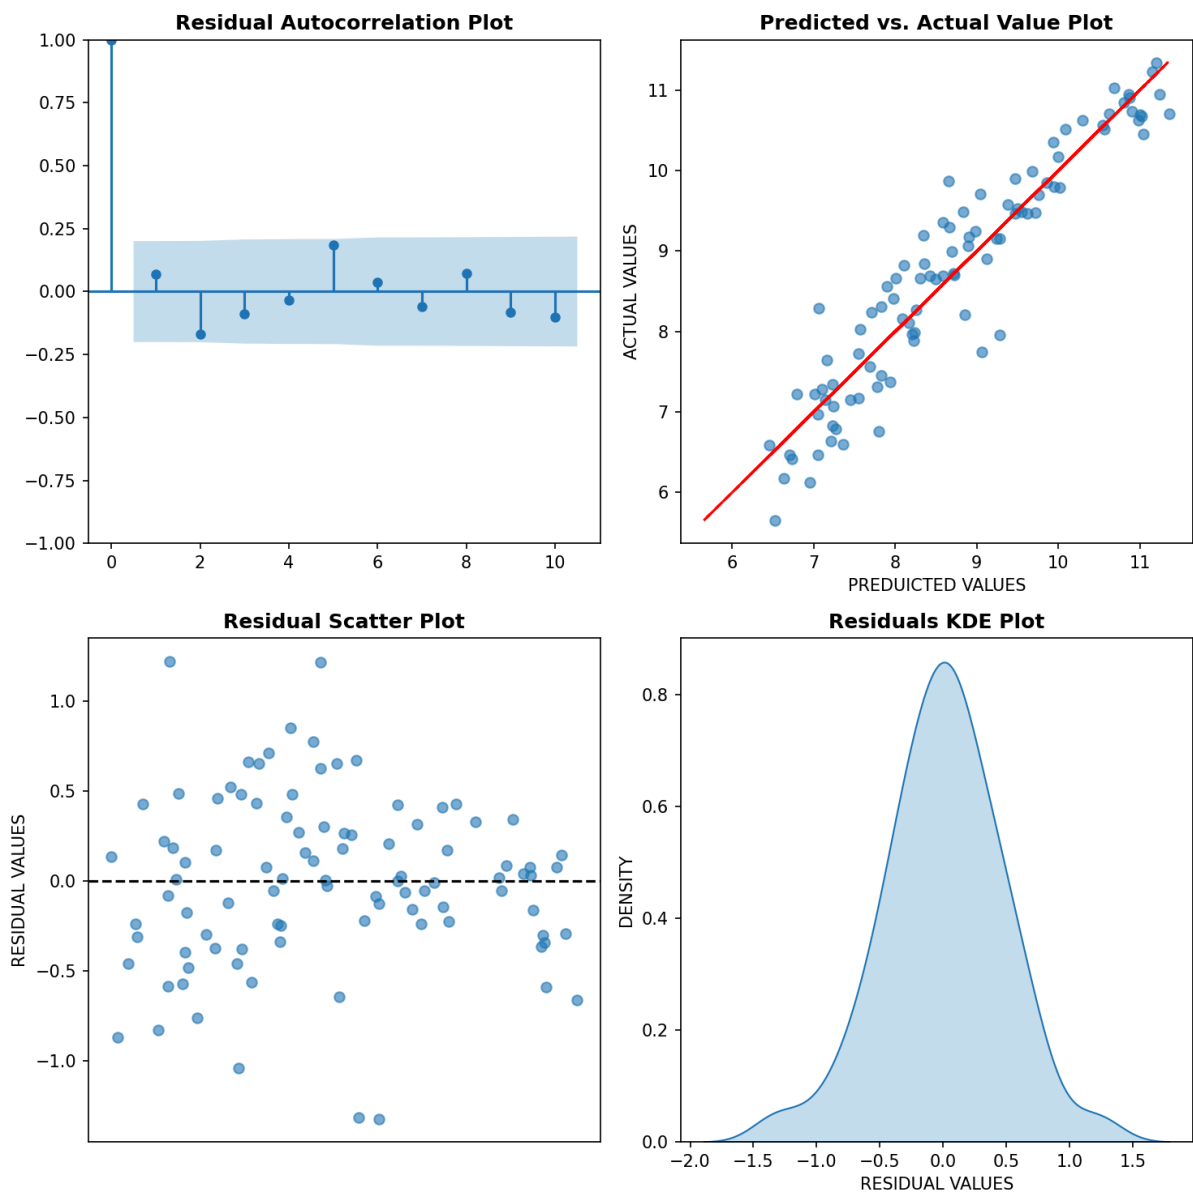 Residual Autocorrelation Plot
1.00
0.75
0.50
0.25
0.00
−0.25
−0.50
−0.75
−1.00
0 2 4 6 8 10
Predicted vs. Actual Value Plot
ACTUAL VALUES
11
10
9
8
7
6
6 7 8 9 10 11
PREDUICTED VALUES
Residual Scatter Plot
RESIDUAL VALUES
1.0
0.5
0.0
−0.5
−1.0
Residuals KDE Plot
DENSITY
0.8
0.6
0.4
0.2
0.0
−2.0 −1.5 −1.0 −0.5 0.0 0.5 1.0 1.5
RESIDUAL VALUES